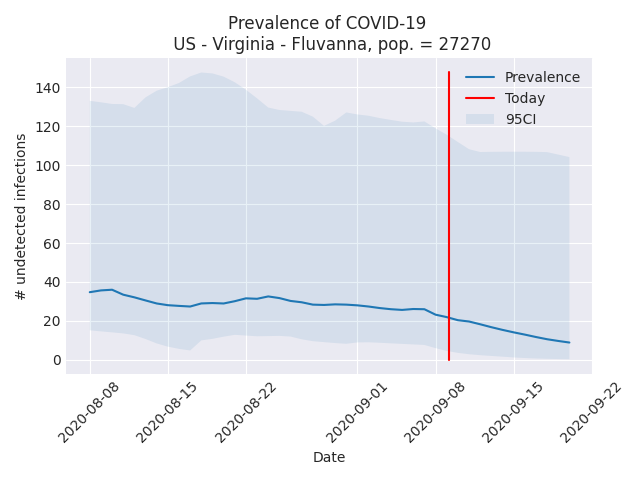 Prevalence of COVID-19
US - Virginia - Fluvanna, pop. = 27270
140
120
100
80
60
40
20
0
# undetected infections
Prevalence
Today
95CI
2020-08-08
2020-08-15
2020-08-22
2020-09-01
2020-09-08
2020-09-15
2020-09-22
Date